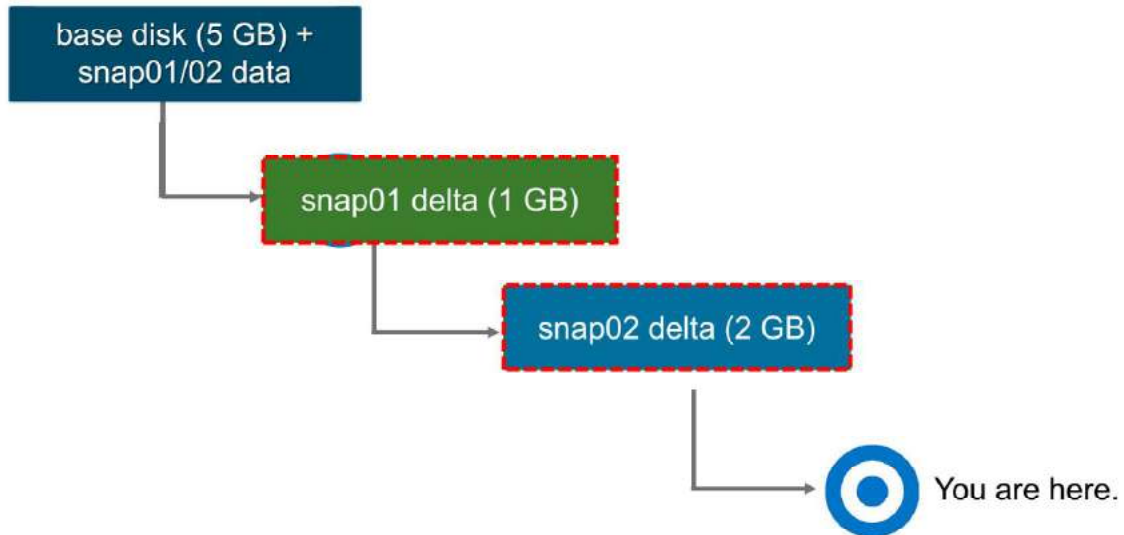 base disk (5 GB) +
snap01/02 data
snap01 delta (1 GB)
snap02 delta (2 GB)
You are here.